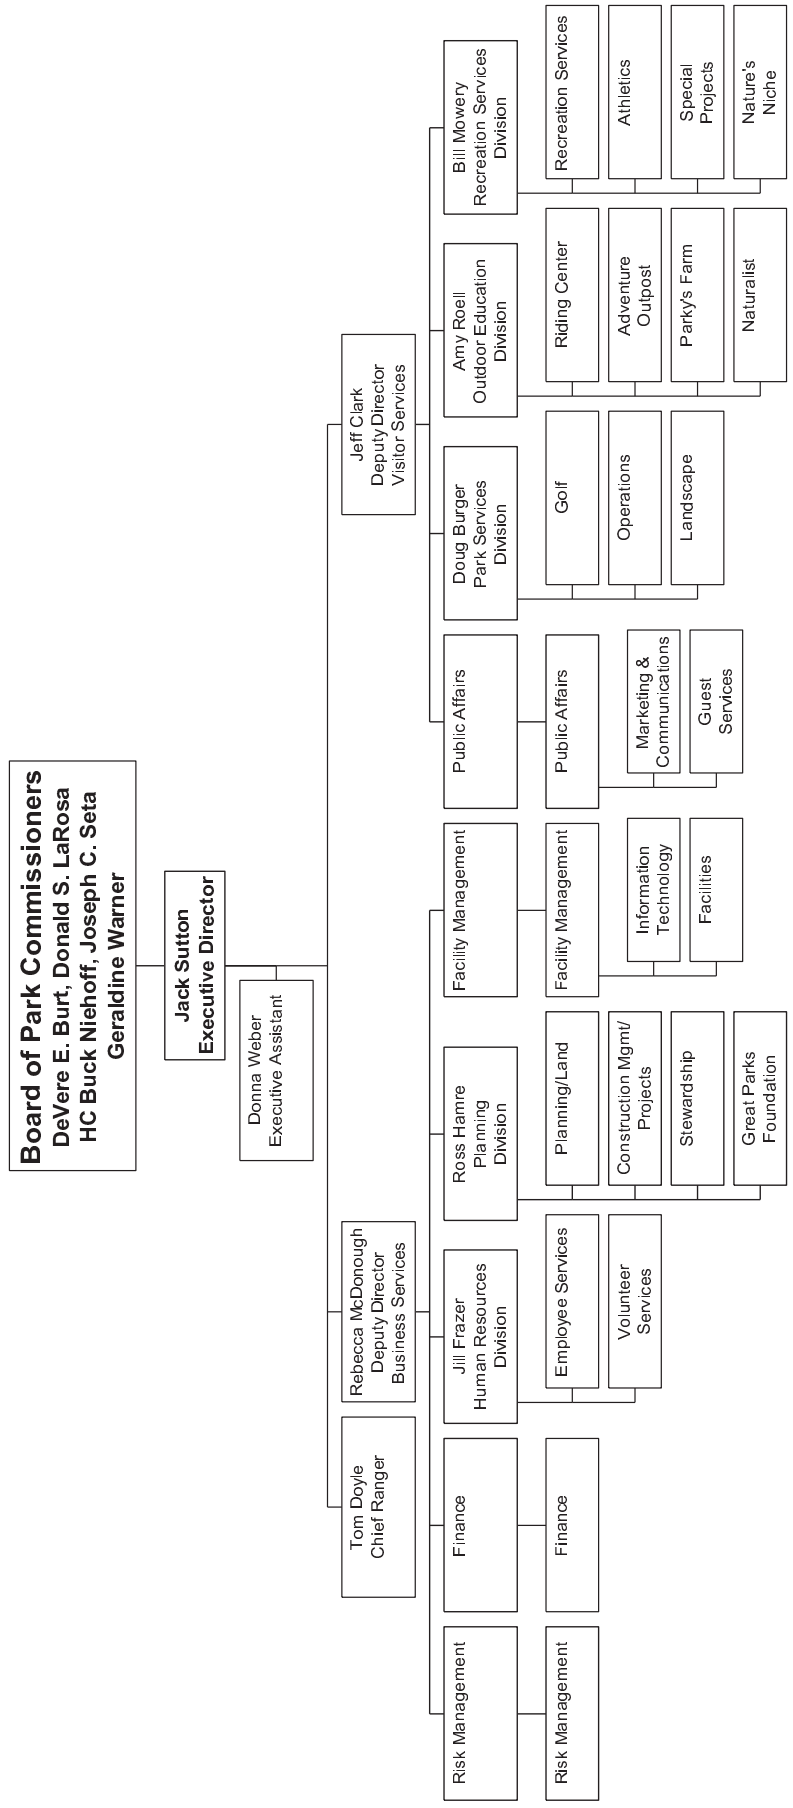 Board of Park Commissioners
DeVere E. Burt, Donald S. LaRosa
HC Buck Niehoff, Joseph C. Seta
Geraldine Warner
Jack Sutton
Executive Director
Donna Weber
Executive Assistant
Tom Doyle
Chief Ranger
Rebecca McDonough
Deputy Director
Business Services
Jeff Clark
Deputy Director
Visitor Services
Risk Management
Risk Management
Finance
Finance
Jill Frazer
Human Resources
Division
Employee Services
Volunteer
Services
Ross Hamre
Planning
Division
Planning/Land
Construction Mgmt/
Projects
Stewardship
Great Parks
Foundation
Facility Management
Facility Management
Information
Technology
Facilities
Public Affairs
Public Affairs
Marketing &
Communications
Guest
Services
Doug Burger
Park Services
Division
Golf
Operations
Landscape
Amy Roell
Outdoor Education
Division
Riding Center
Adventure
Outpost
Parky's Farm
Naturalist
Bill Mowery
Recreation Services
Division
Recreation Services
Athletics
Special
Projects
Nature's
Niche